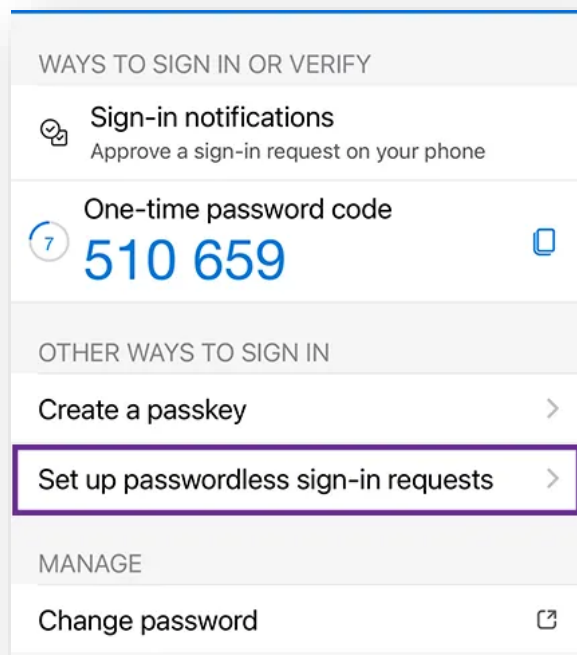 WAYS TO SIGN IN OR VERIFY
Sign-in notifications
Approve a sign-in request on your phone
One-time password code
7
510 659
OTHER WAYS TO SIGN IN
Create a passkey
Set up passwordless sign-in requests
MANAGE
Change password